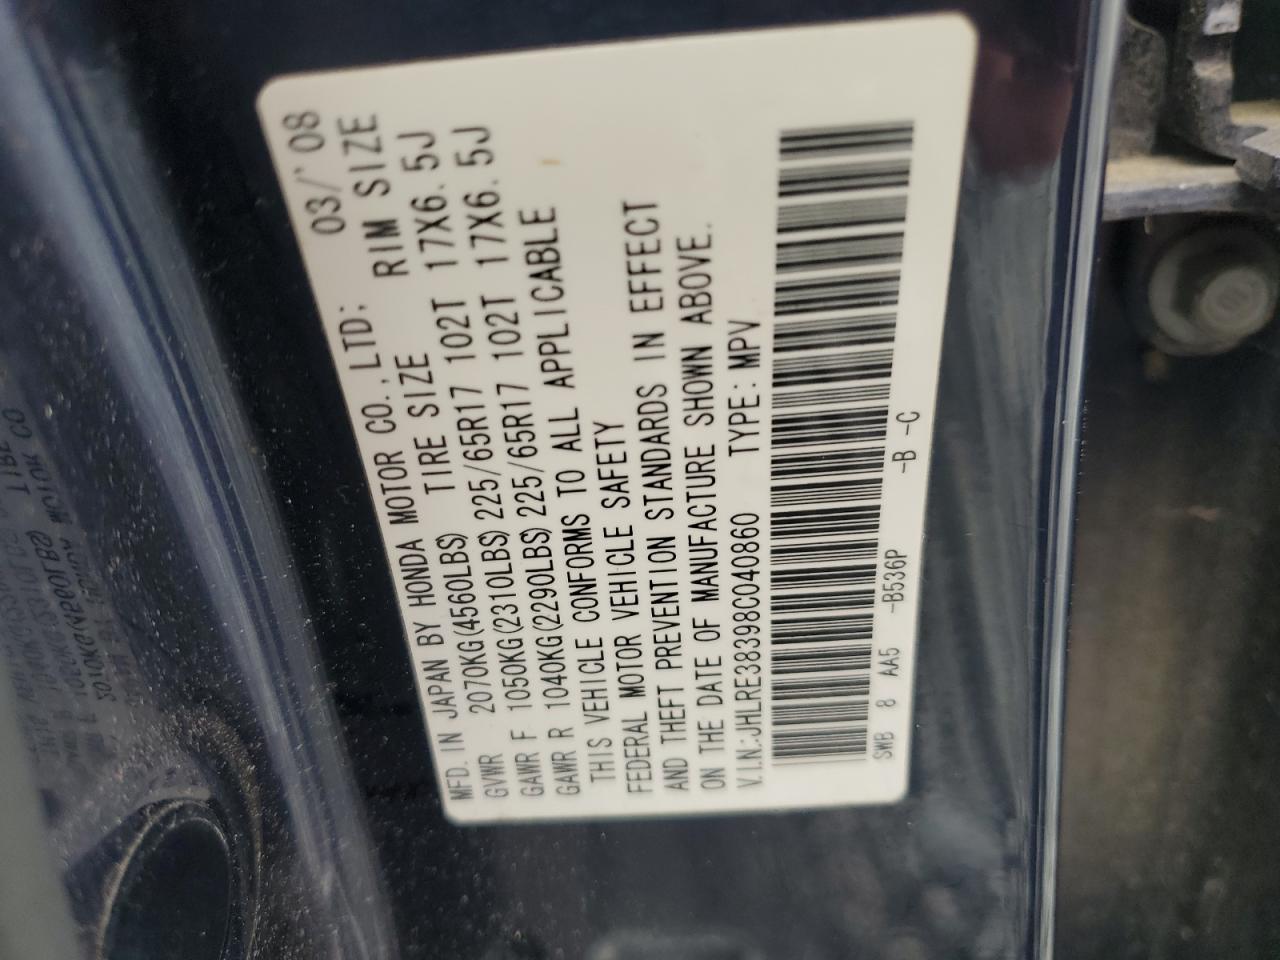 MFD. IN JAPAN BY HONDA MOTOR CO.,LTD; 03/'08
GVWR 2070KG(4560LBS) TIRE SIZE RIM SIZE
GAWR F 1050KG(2310LBS) 225/65R17 102T 17X6.5J
GAWR R 1040KG(2290LBS) 225/65R17 102T 17X6.5J
THIS VEHICLE CONFORMS TO ALL APPLICABLE
FEDERAL MOTOR VEHICLE SAFETY
AND THEFT PREVENTION STANDARDS IN EFFECT
ON THE DATE OF MANUFACTURE SHOWN ABOVE.
V.I.N.:JHLRE38398C040860 TYPE:MPV
SWB 8 AA5 -B536P -B -C